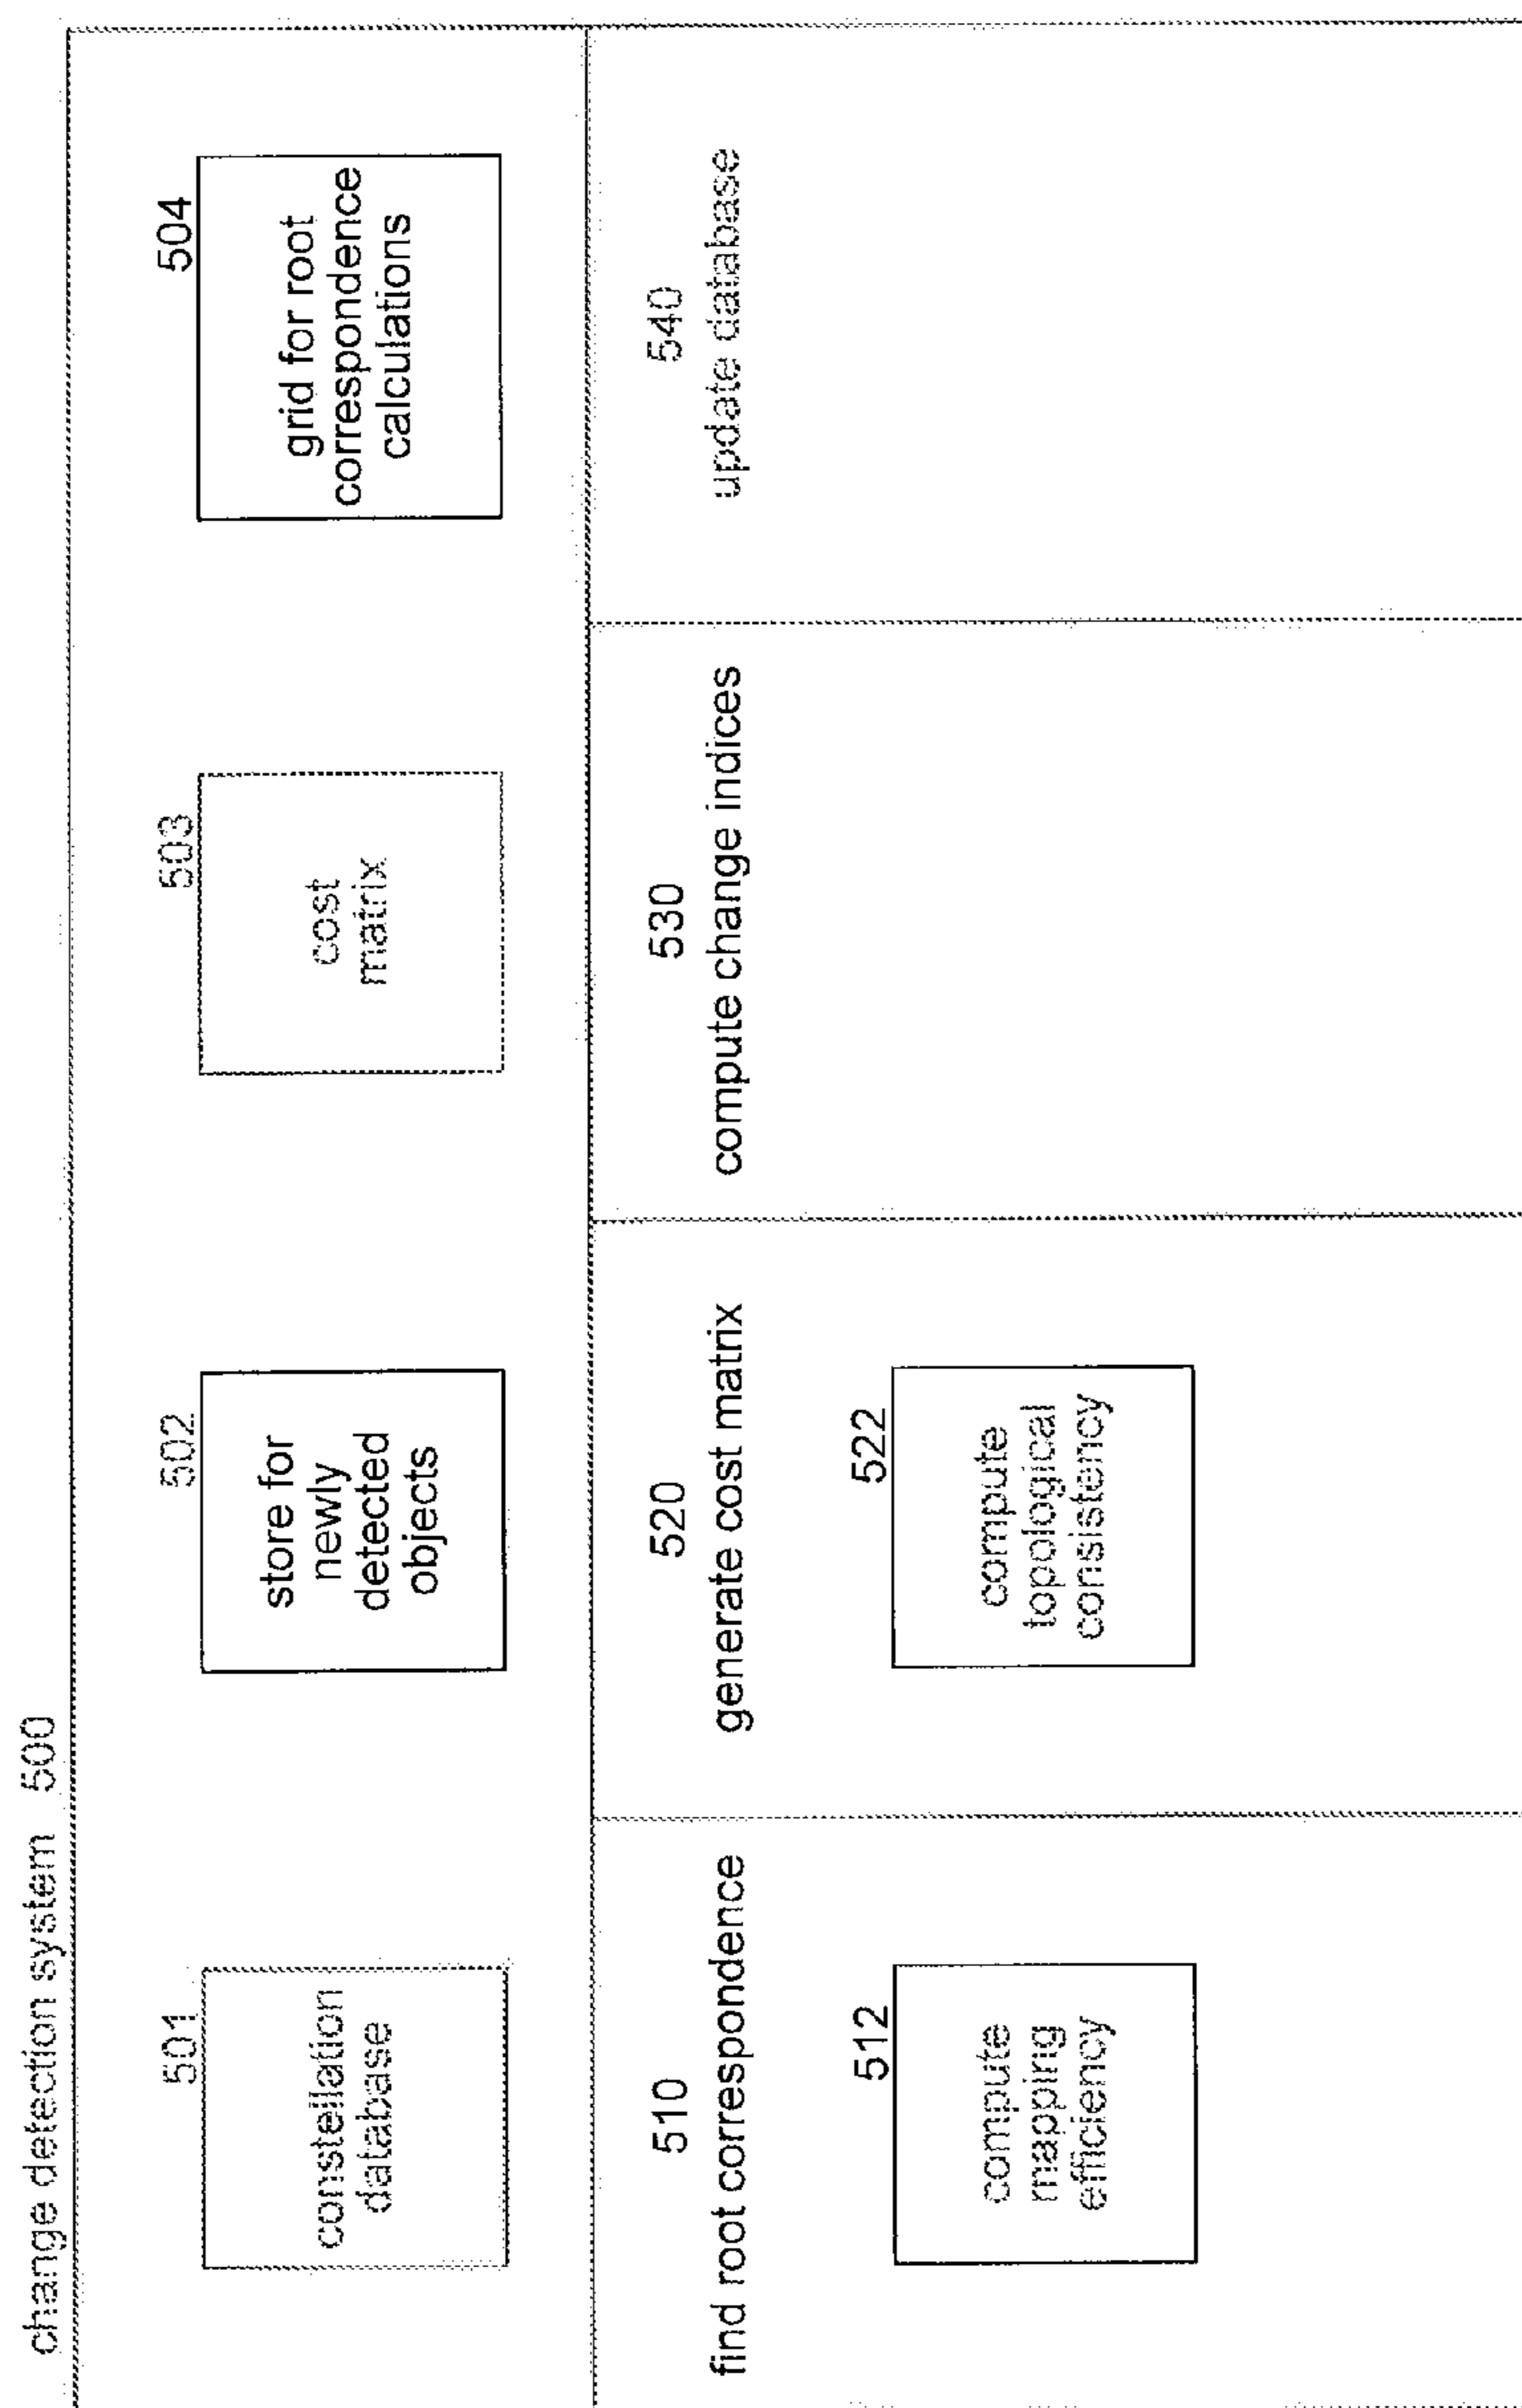 change detection system 500
501
constellation
database
502
store for
newly
detected
objects
503
cost
matrix
504
grid for root
correspondence
calculations
510
find root correspondence
512
compute
mapping
efficiency
520
generate cost matrix
522
compute
topological
consistency
530
compute change indices
540
update database